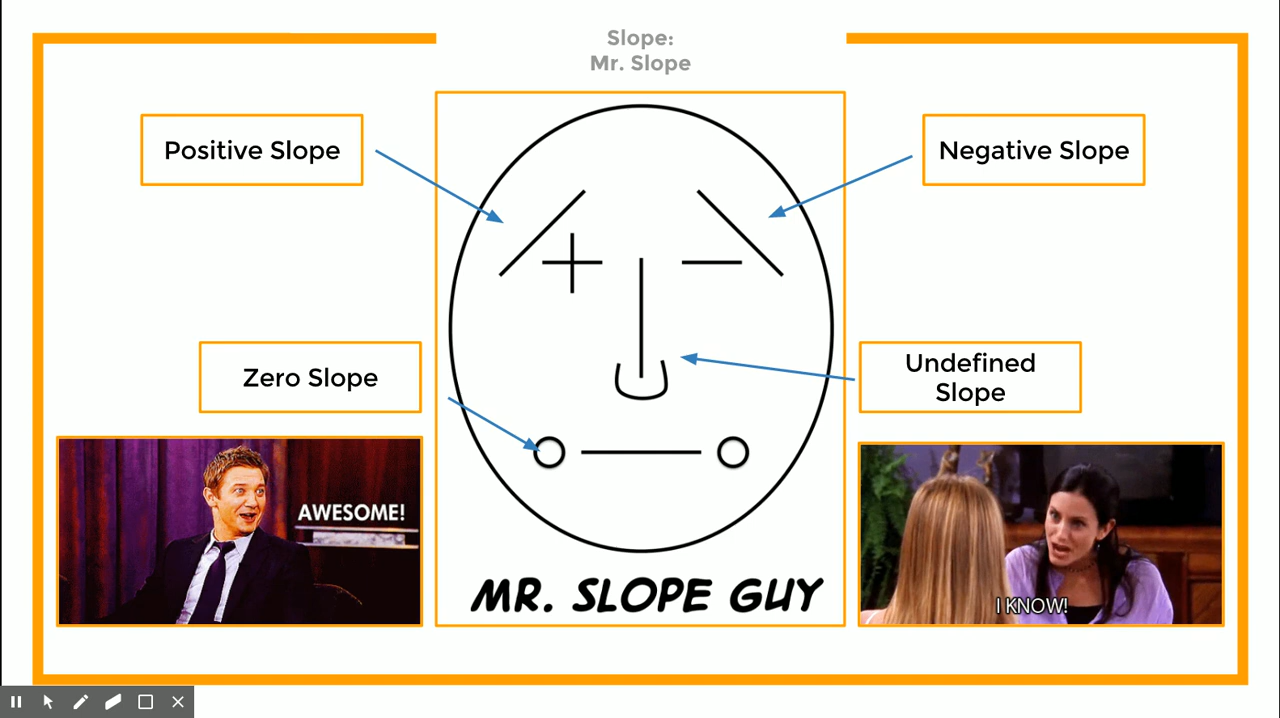 Slope:
Mr. Slope
Positive Slope
Negative Slope
Zero Slope
Undefined
Slope
AWESOME!
I KNOW!
MR. SLOPE GUY